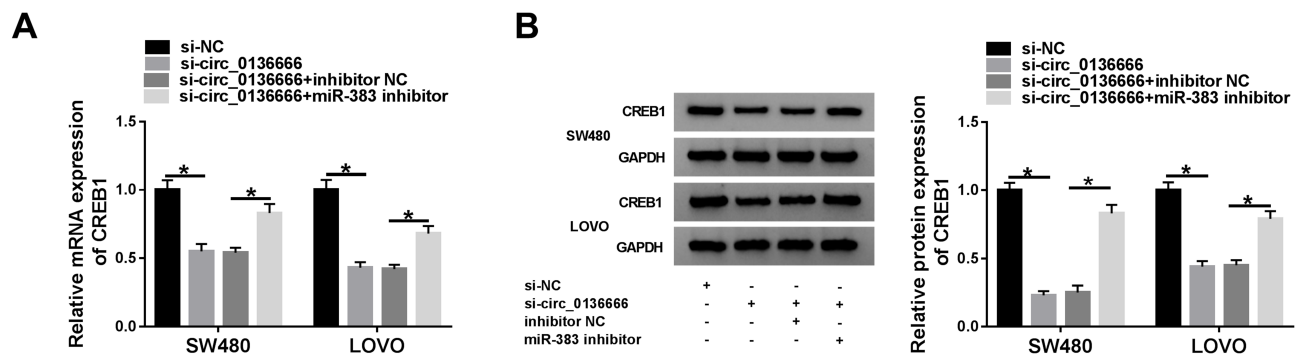 A
si-NC
si-circ_0136666
si-circ_0136666+inhibitor NC
si-circ_0136666+miR-383 inhibitor
Relative mRNA expression
of CREB1
1.5
1.0
0.5
0.0
*
*
*
*
SW480
LOVO
B
SW480
CREB1
GAPDH
LOVO
CREB1
GAPDH
si-NC + - - -
si-circ_0136666 - + + +
inhibitor NC - - + -
miR-383 inhibitor - - - +
si-NC
si-circ_0136666
si-circ_0136666+inhibitor NC
si-circ_0136666+miR-383 inhibitor
Relative protein expression
of CREB1
1.5
1.0
0.5
0.0
*
*
*
*
SW480
LOVO